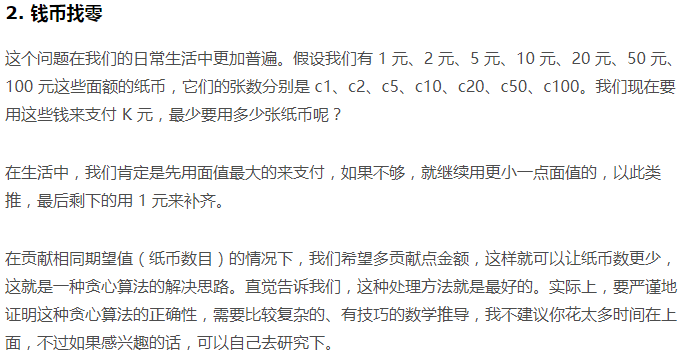 2. 钱币找零
这个问题在我们的日常生活中更加普遍。假设我们有 1 元、2 元、5 元、10 元、20 元、50 元、
100 元这些面额的纸币，它们的张数分别是 c1、c2、c5、c10、c20、c50、c100。我们现在要
用这些钱来支付 K 元，最少要用多少张纸币呢？
在生活中，我们肯定是先用面值最大的来支付，如果不够，就继续用更小一点面值的，以此类
推，最后剩下的用 1 元来补齐。
在贡献相同期望值（纸币数目）的情况下，我们希望多贡献点金额，这样就可以让纸币数更少，
这就是一种贪心算法的解决思路。直觉告诉我们，这种处理方法就是最好的。实际上，要严谨地
证明这种贪心算法的正确性，需要比较复杂的、有技巧的数学推导，我不建议你花太多时间在上
面，不过如果感兴趣的话，可以自己去研究下。